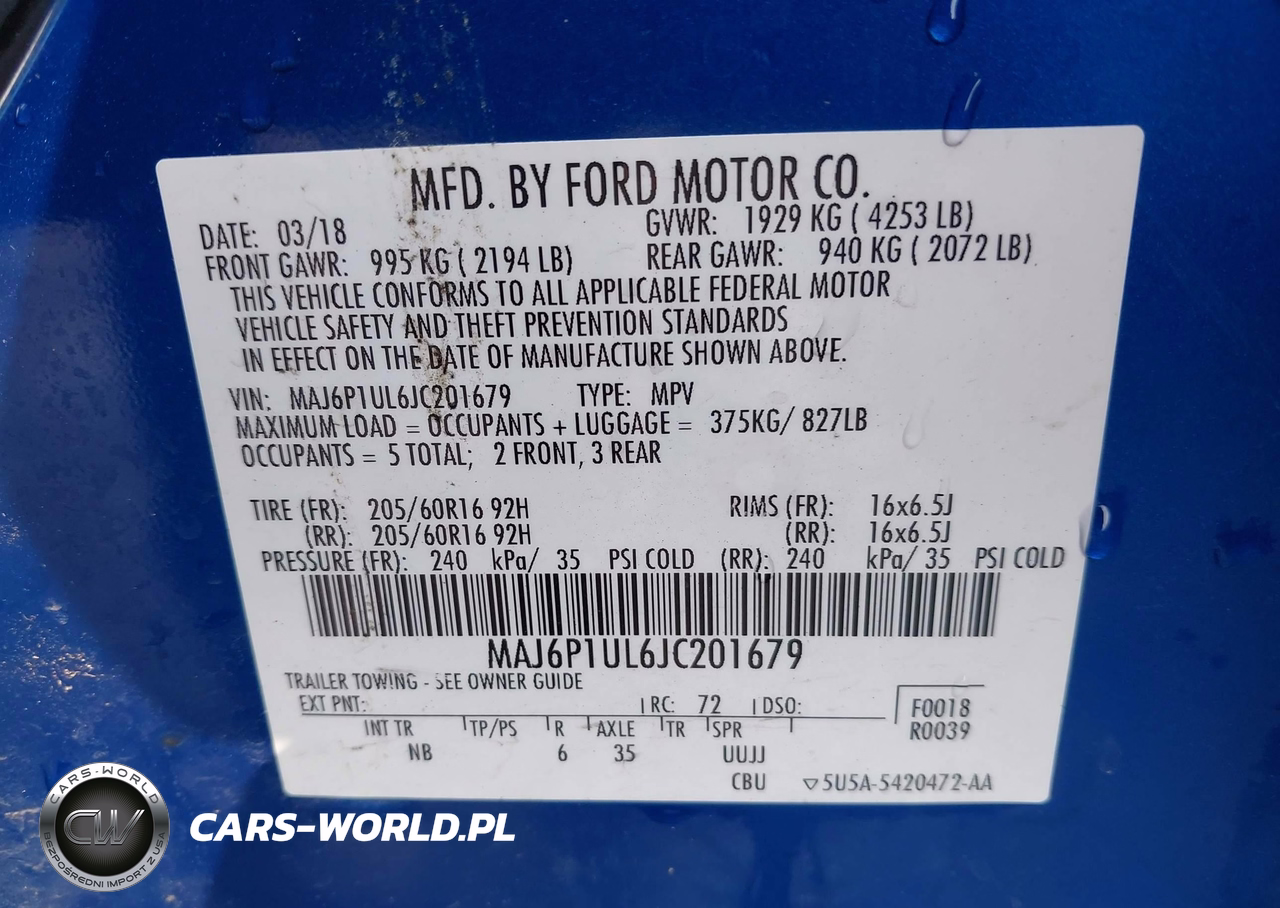 MFD. BY FORD MOTOR CO.
DATE: 03/18 GVWR: 1929 KG ( 4253 LB)
FRONT GAWR: 995 KG ( 2194 LB) REAR GAWR: 940 KG ( 2072 LB)
THIS VEHICLE CONFORMS TO ALL APPLICABLE FEDERAL MOTOR
VEHICLE SAFETY AND THEFT PREVENTION STANDARDS
IN EFFECT ON THE DATE OF MANUFACTURE SHOWN ABOVE.
VIN: MAJ6P1UL6JC201679 TYPE: MPV
MAXIMUM LOAD = OCCUPANTS + LUGGAGE = 375KG/ 827LB
OCCUPANTS = 5 TOTAL; 2 FRONT, 3 REAR
TIRE (FR): 205/60R16 92H RIMS (FR): 16x6.5J
(RR): 205/60R16 92H (RR): 16x6.5J
PRESSURE (FR): 240 kPa/ 35 PSI COLD (RR): 240 kPa/ 35 PSI COLD
MAJ6P1UL6JC201679
TRAILER TOWING - SEE OWNER GUIDE
EXT PNT: RC: 72 DSO: F0018
INT TR TP/PS R AXLE TR SPR R0039
NB 6 35 UUJJ
CBU ▽5U5A-5420472-AA
CARS-WORLD
CW
BEZPOŚREDNI IMPORT Z USA
CARS-WORLD.PL